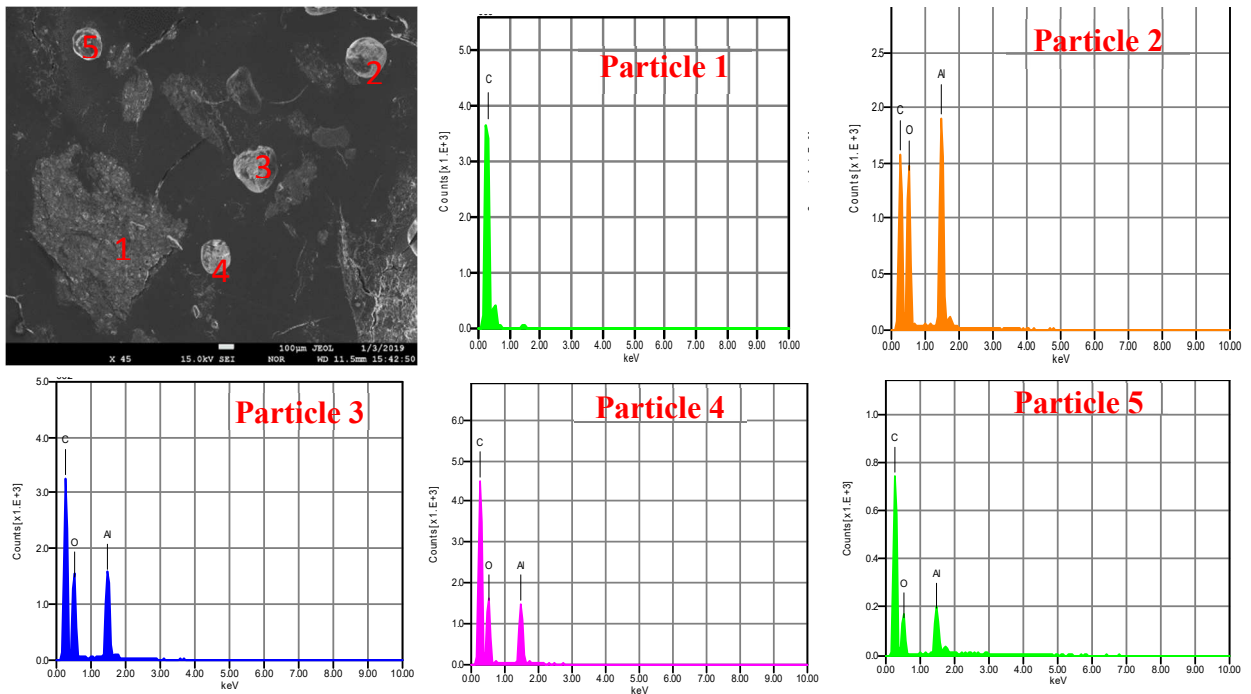 5
2
3
1
4
100µm JEOL 1/3/2019
X 45 15.0kV SEI NOR WD 11.5mm 15:42:50
Particle 1
Counts[x1.E+3]
5.0
4.0
3.0
2.0
1.0
0.0
C
0.00 1.00 2.00 3.00 4.00 5.00 6.00 7.00 8.00 9.00 10.00
keV
Particle 2
Counts[x1.E+3]
2.5
2.0
1.5
1.0
0.5
0.0
C O Al
0.00 1.00 2.00 3.00 4.00 5.00 6.00 7.00 8.00 9.00 10.00
keV
Particle 3
Counts[x1.E+3]
5.0
4.0
3.0
2.0
1.0
0.0
C O Al
0.00 1.00 2.00 3.00 4.00 5.00 6.00 7.00 8.00 9.00 10.00
keV
Particle 4
Counts[x1.E+3]
6.0
5.0
4.0
3.0
2.0
1.0
0.0
C O Al
0.00 1.00 2.00 3.00 4.00 5.00 6.00 7.00 8.00 9.00 10.00
keV
Particle 5
Counts[x1.E+3]
1.0
0.8
0.6
0.4
0.2
0.0
C O Al
0.00 1.00 2.00 3.00 4.00 5.00 6.00 7.00 8.00 9.00 10.00
keV